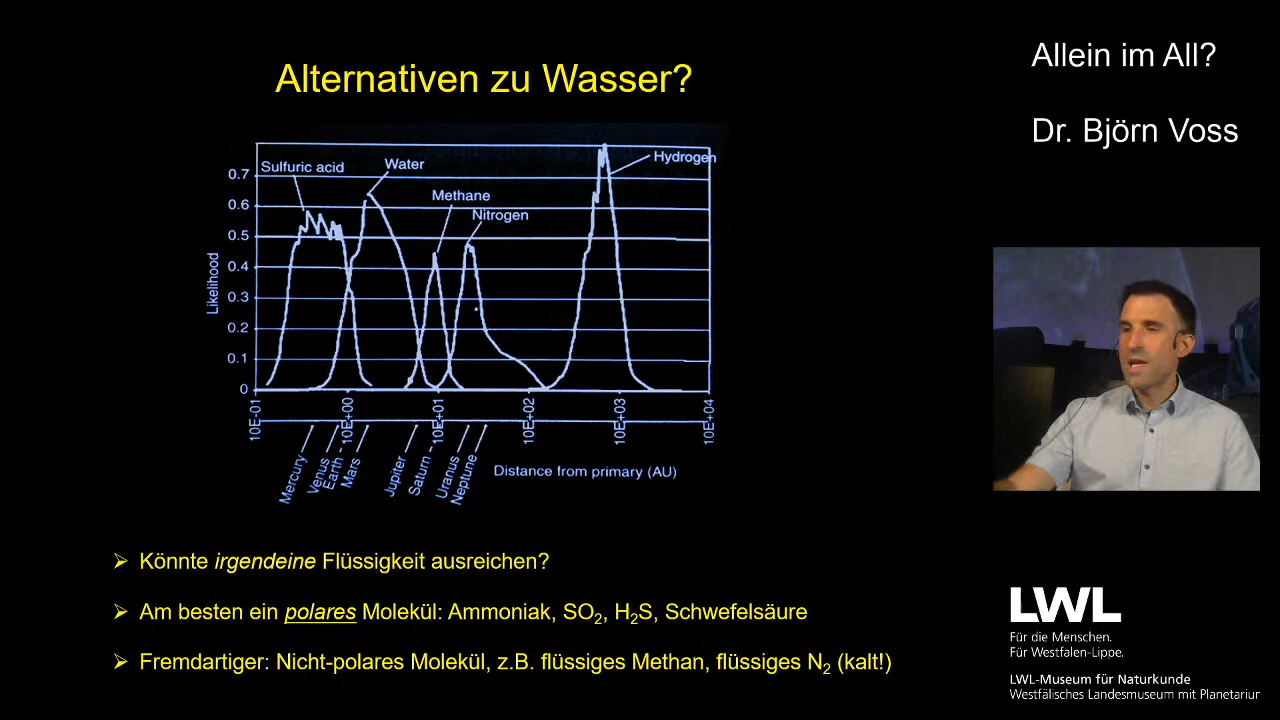 Alternativen zu Wasser?
Allein im All?
Dr. Björn Voss
Sulfuric acid
Water
Methane
Nitrogen
Hydrogen
Likelihood
0.7
0.6
0.5
0.4
0.3
0.2
0.1
0
10E-01
10E+00
10E+01
10E+02
10E+03
10E+04
Mercury
Venus
Earth
Mars
Jupiter
Saturn
Uranus
Neptune
Distance from primary (AU)
➢ Könnte irgendeine Flüssigkeit ausreichen?
➢ Am besten ein polares Molekül: Ammoniak, SO₂, H₂S, Schwefelsäure
➢ Fremdartiger: Nicht-polares Molekül, z.B. flüssiges Methan, flüssiges N₂ (kalt!)
LWL
Für die Menschen.
Für Westfalen-Lippe.
LWL-Museum für Naturkunde
Westfälisches Landesmuseum mit Planetariur